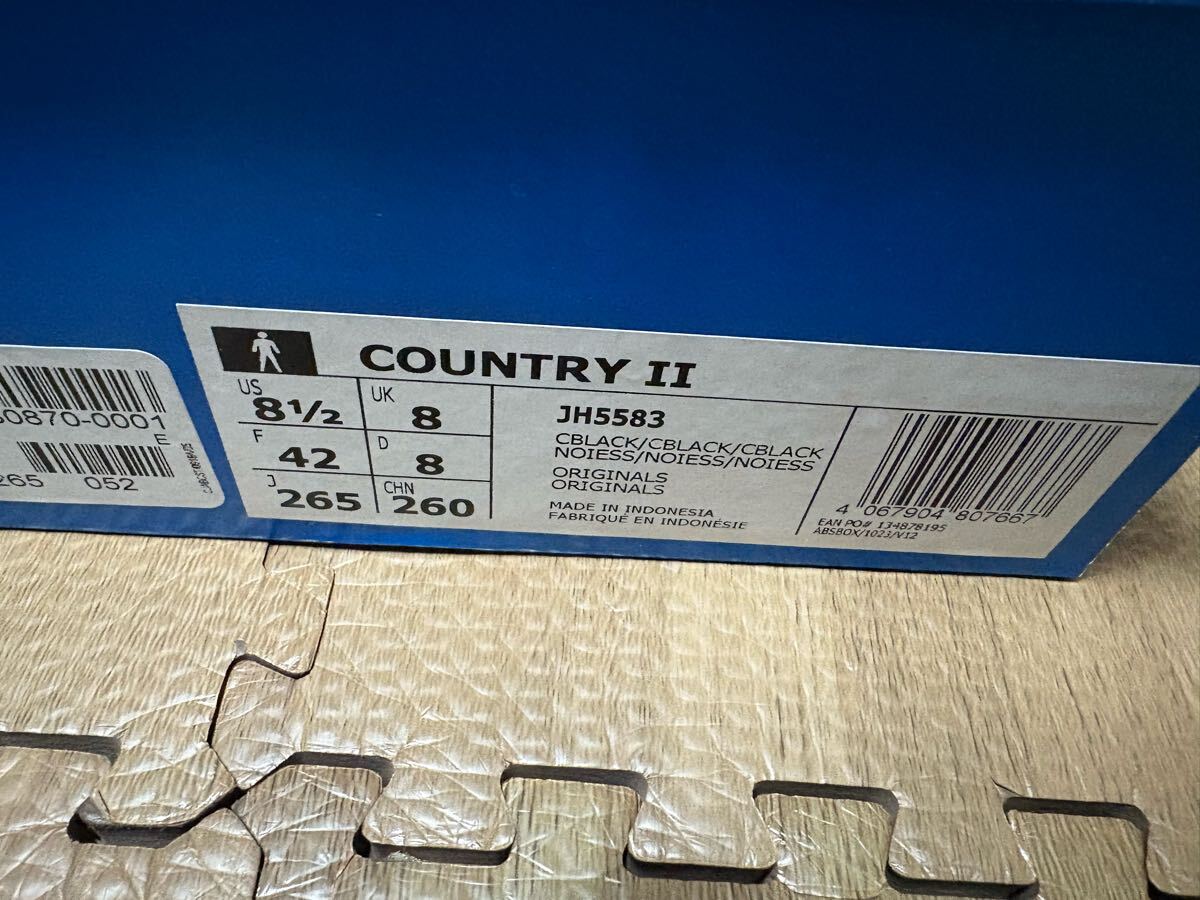 0870-0001
E
265 052
COUNTRY II
US 8½
UK 8
F 42
D 8
J 265
CHN 260
JH5583
CBLACK/CBLACK/CBLACK
NOIESS/NOIESS/NOIESS
ORIGINALS
ORIGINALS
MADE IN INDONESIA
FABRIQUÉ EN INDONÉSIE
4 067904 807667
EAN PO# 134878195
ABSBOX/1023/V12